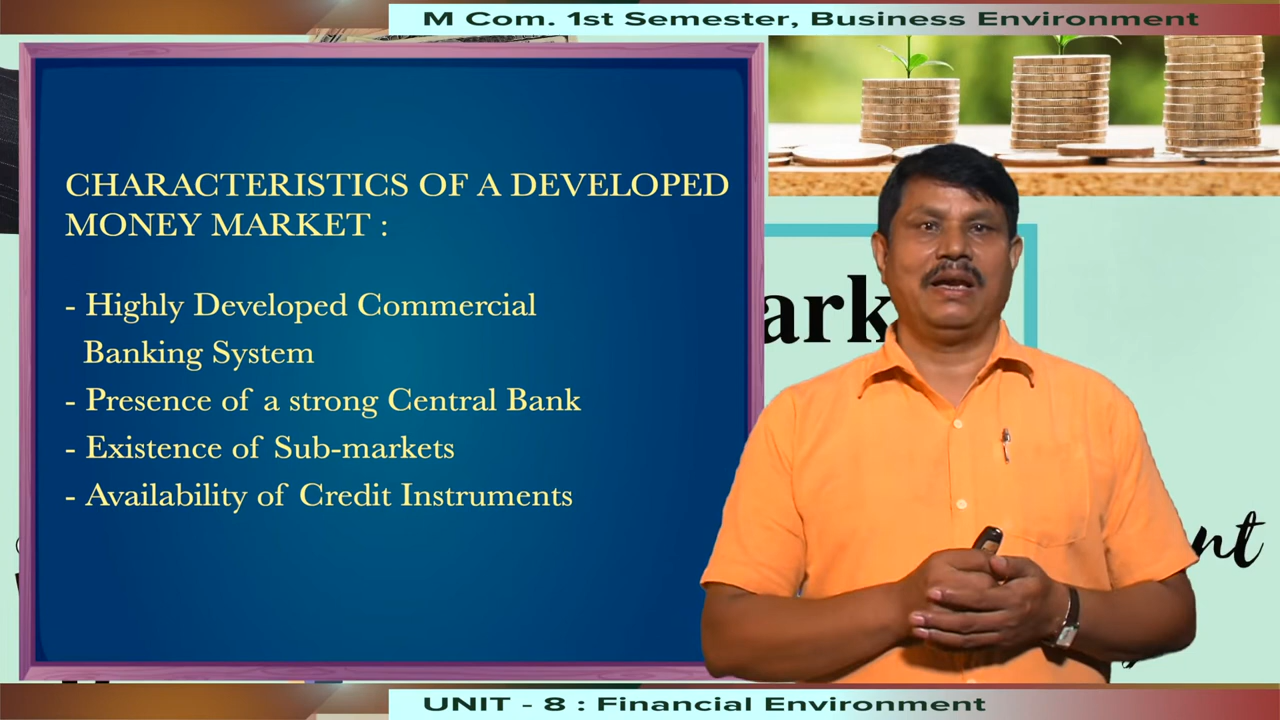 M Com. 1st Semester, Business Environment
CHARACTERISTICS OF A DEVELOPED
MONEY MARKET :
- Highly Developed Commercial
Banking System
- Presence of a strong Central Bank
- Existence of Sub-markets
- Availability of Credit Instruments
UNIT - 8 : Financial Environment